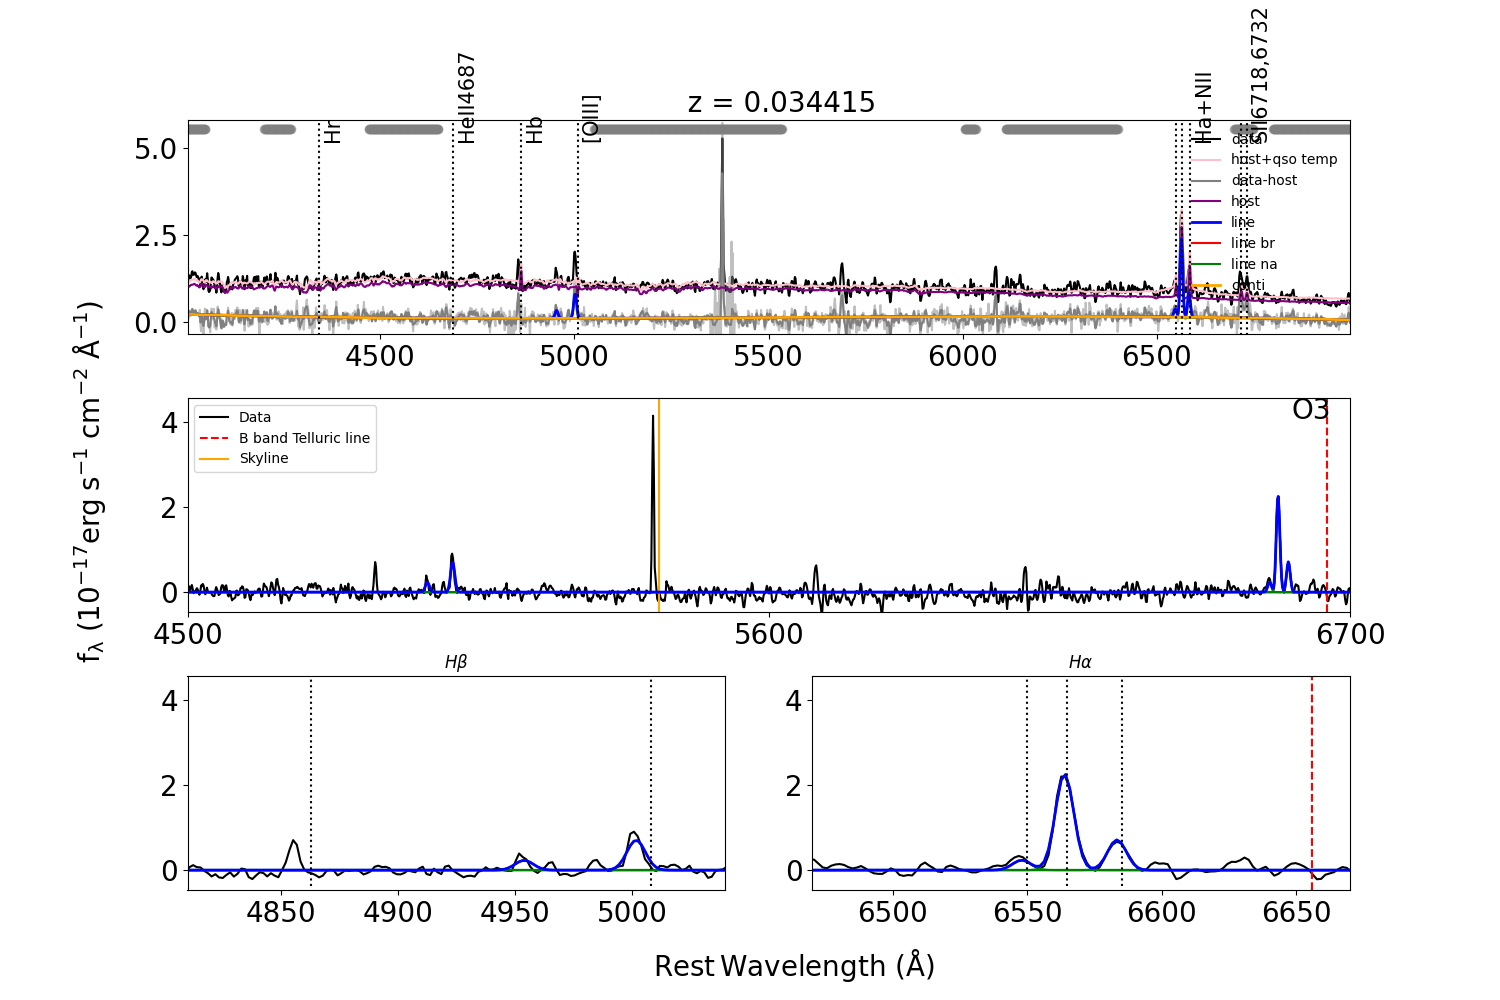 z = 0.034415
Hr
HeII4687
Hb
[OIII]
Ha+NII
SII6718,6732
data
host+qso temp
data-host
host
line
line br
line na
conti
5.0
2.5
0.0
4500
5000
5500
6000
6500
Data
B band Telluric line
Skyline
O3
4
2
0
4500
5600
6700
fλ (10⁻¹⁷erg s⁻¹ cm⁻² Å⁻¹)
Hβ
4
2
0
4850
4900
4950
5000
Hα
4
2
0
6500
6550
6600
6650
Rest Wavelength (Å)